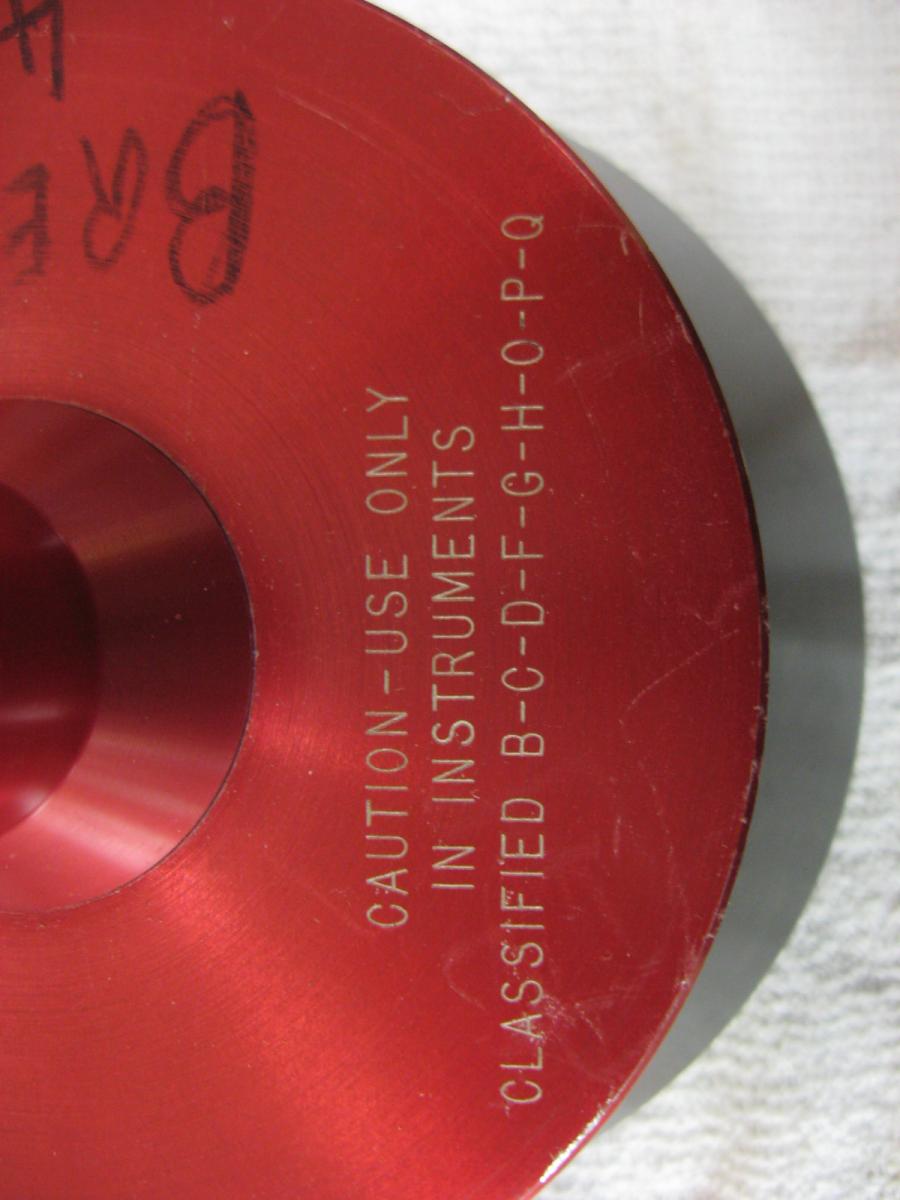 CAUTION-USE ONLY
IN INSTRUMENTS
CLASSIFIED B-C-D-F-G-H-O-P-Q
B